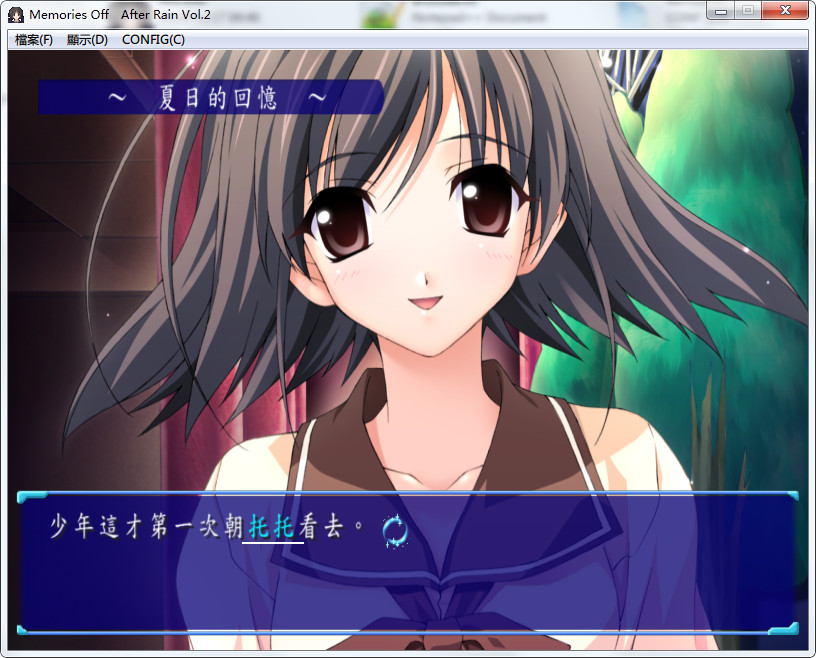 Memories Off After Rain Vol.2
檔案(F) 顯示(D) CONFIG(C)
～ 夏日的回憶 ～
少年這才第一次朝托托看去。